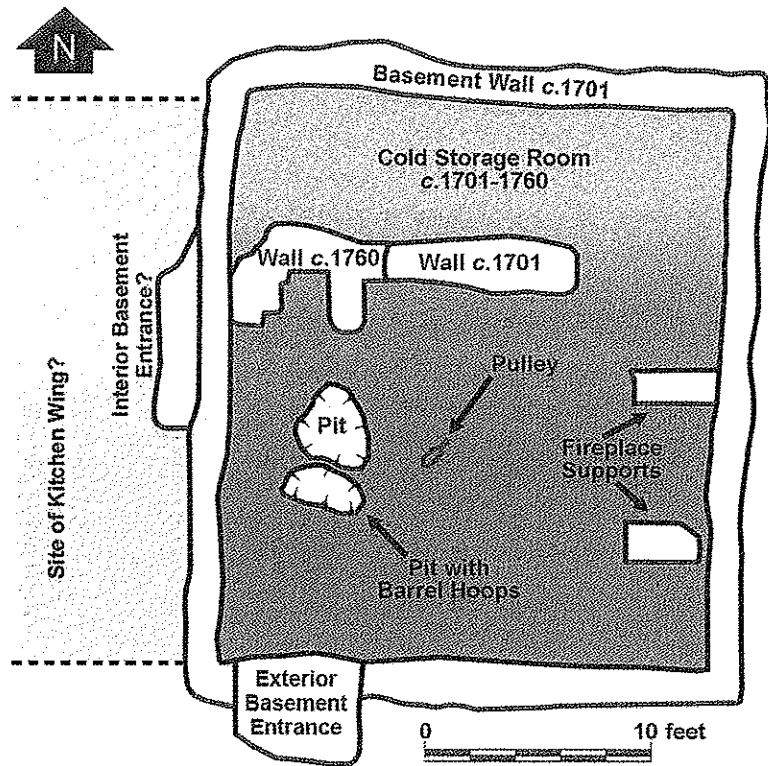 N
Basement Wall c.1701
Cold Storage Room
c.1701-1760
Wall c.1760
Wall c.1701
Interior Basement
Entrance?
Site of Kitchen Wing?
Pulley
Pit
Fireplace
Supports
Pit with
Barrel Hoops
Exterior
Basement
Entrance
0 10 feet